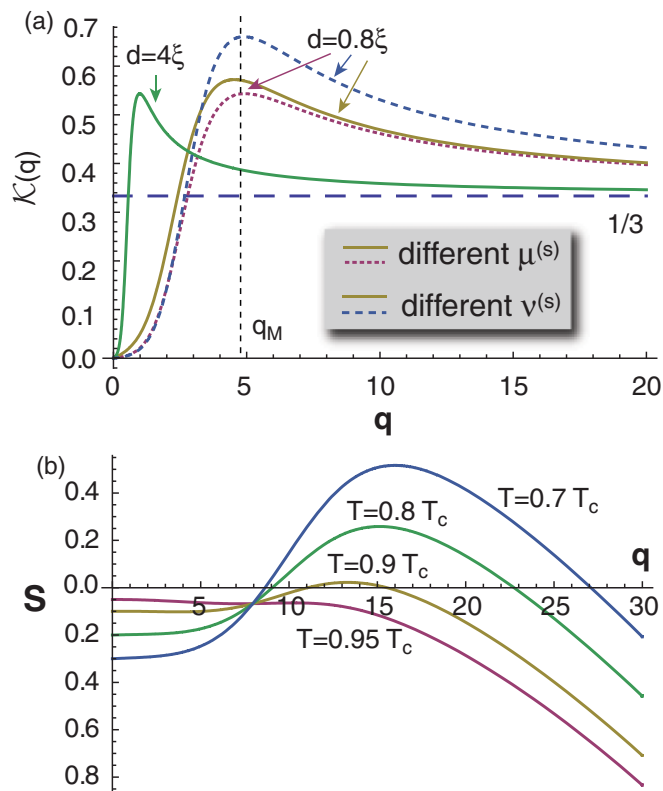 (a)
0.7
0.6
0.5
0.4
0.3
0.2
0.1
0.0
K(q)
d=4ξ
d=0.8ξ
1/3
different μ(s)
different ν(s)
qM
0 5 10 15 20
q
(b)
0.4
0.2
0.0
0.2
0.4
0.6
0.8
S
T=0.7 Tc
T=0.8 Tc
q
T=0.9 Tc
5 10 15 20 25 30
T=0.95 Tc